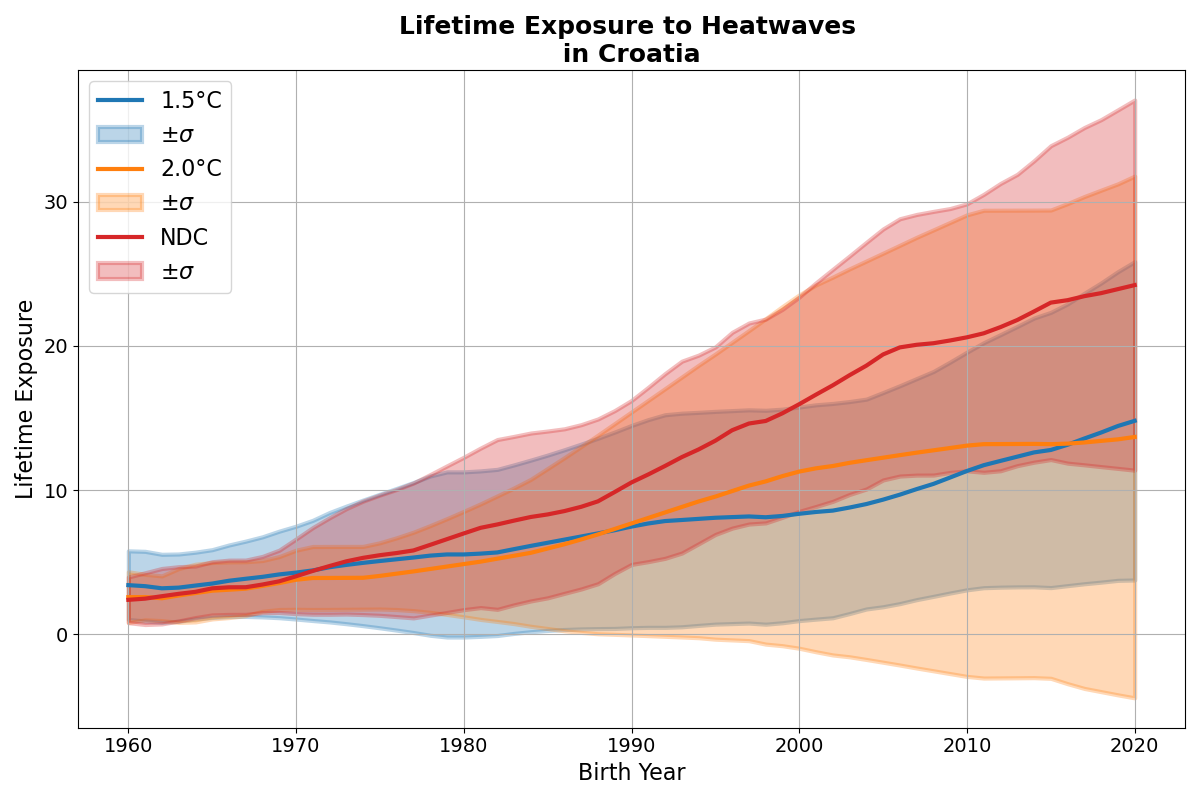 Lifetime Exposure to Heatwaves
in Croatia
1.5°C
±σ
2.0°C
±σ
NDC
±σ
Lifetime Exposure
30
20
10
0
1960 1970 1980 1990 2000 2010 2020
Birth Year